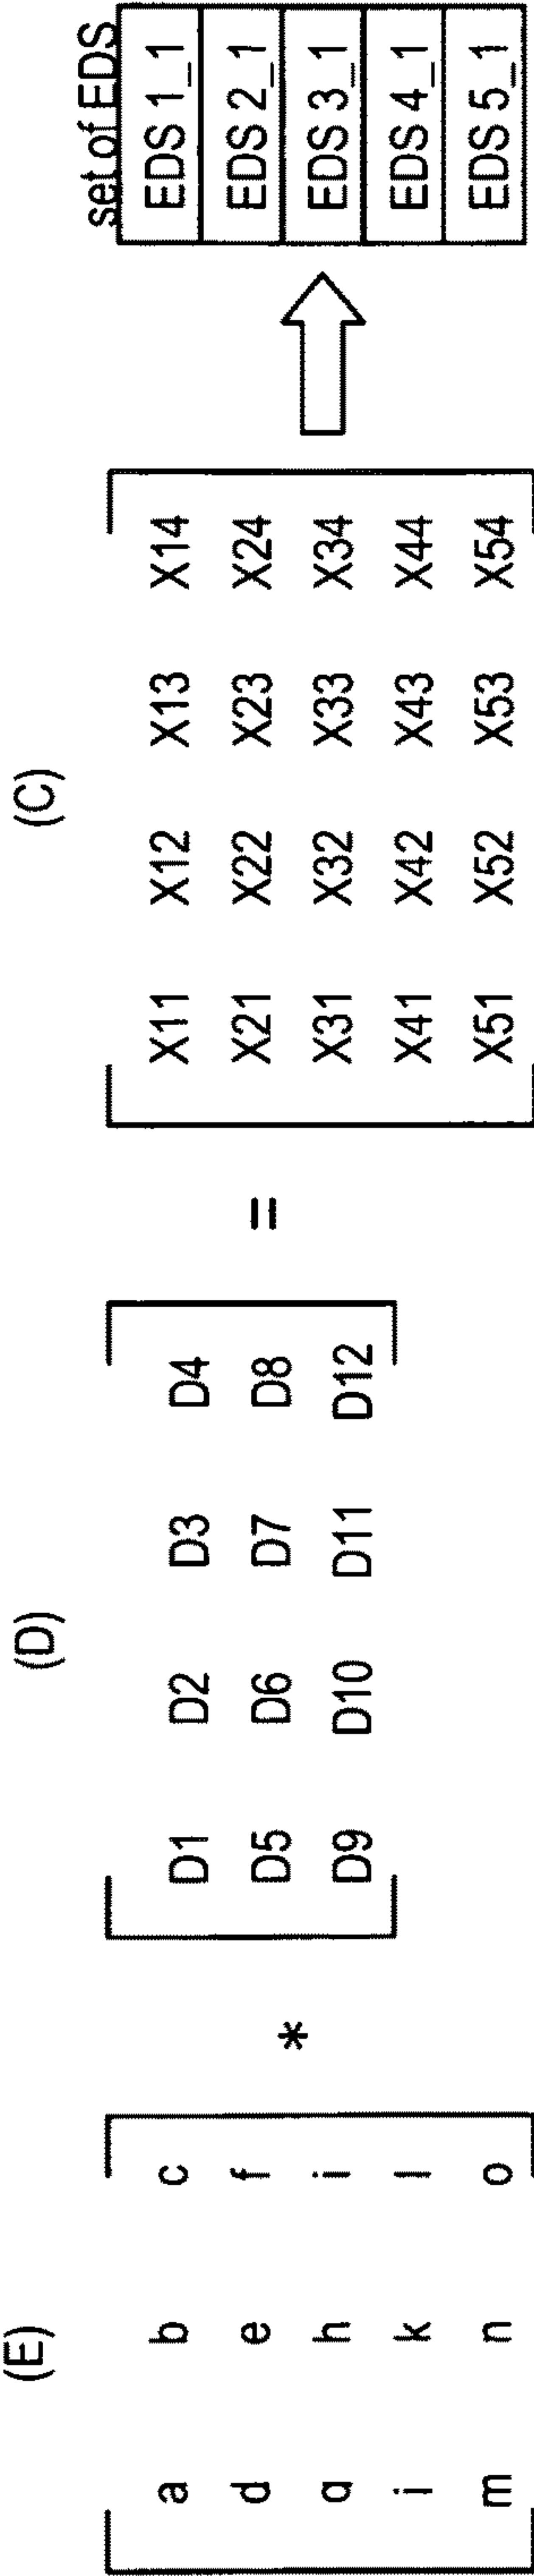 (E)
a b c
d e f
g h i
j k l
m n o
*
(D)
D1 D2 D3 D4
D5 D6 D7 D8
D9 D10 D11 D12
=
(C)
X11 X12 X13 X14
X21 X22 X23 X24
X31 X32 X33 X34
X41 X42 X43 X44
X51 X52 X53 X54
set of EDS
EDS 1_1
EDS 2_1
EDS 3_1
EDS 4_1
EDS 5_1